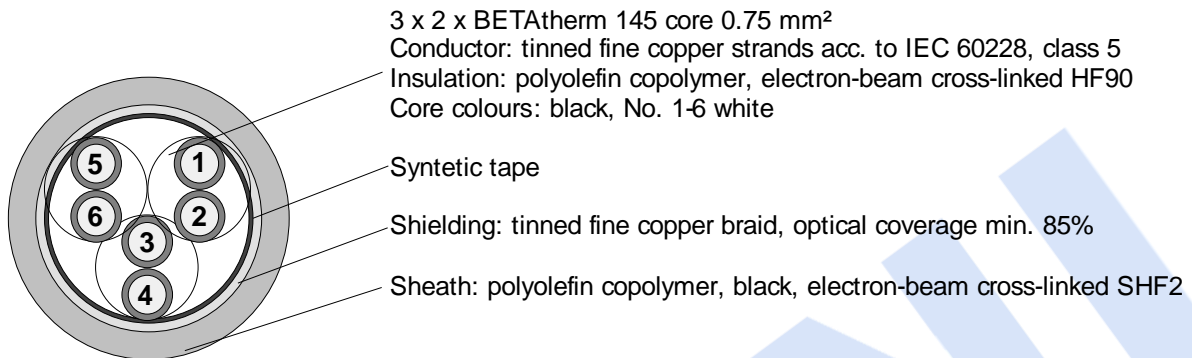 3 x 2 x BETAtherm 145 core 0.75 mm²
Conductor: tinned fine copper strands acc. to IEC 60228, class 5
Insulation: polyolefin copolymer, electron-beam cross-linked HF90
Core colours: black, No. 1-6 white
Syntetic tape
Shielding: tinned fine copper braid, optical coverage min. 85%
Sheath: polyolefin copolymer, black, electron-beam cross-linked SHF2
5 1
6 2
3
4